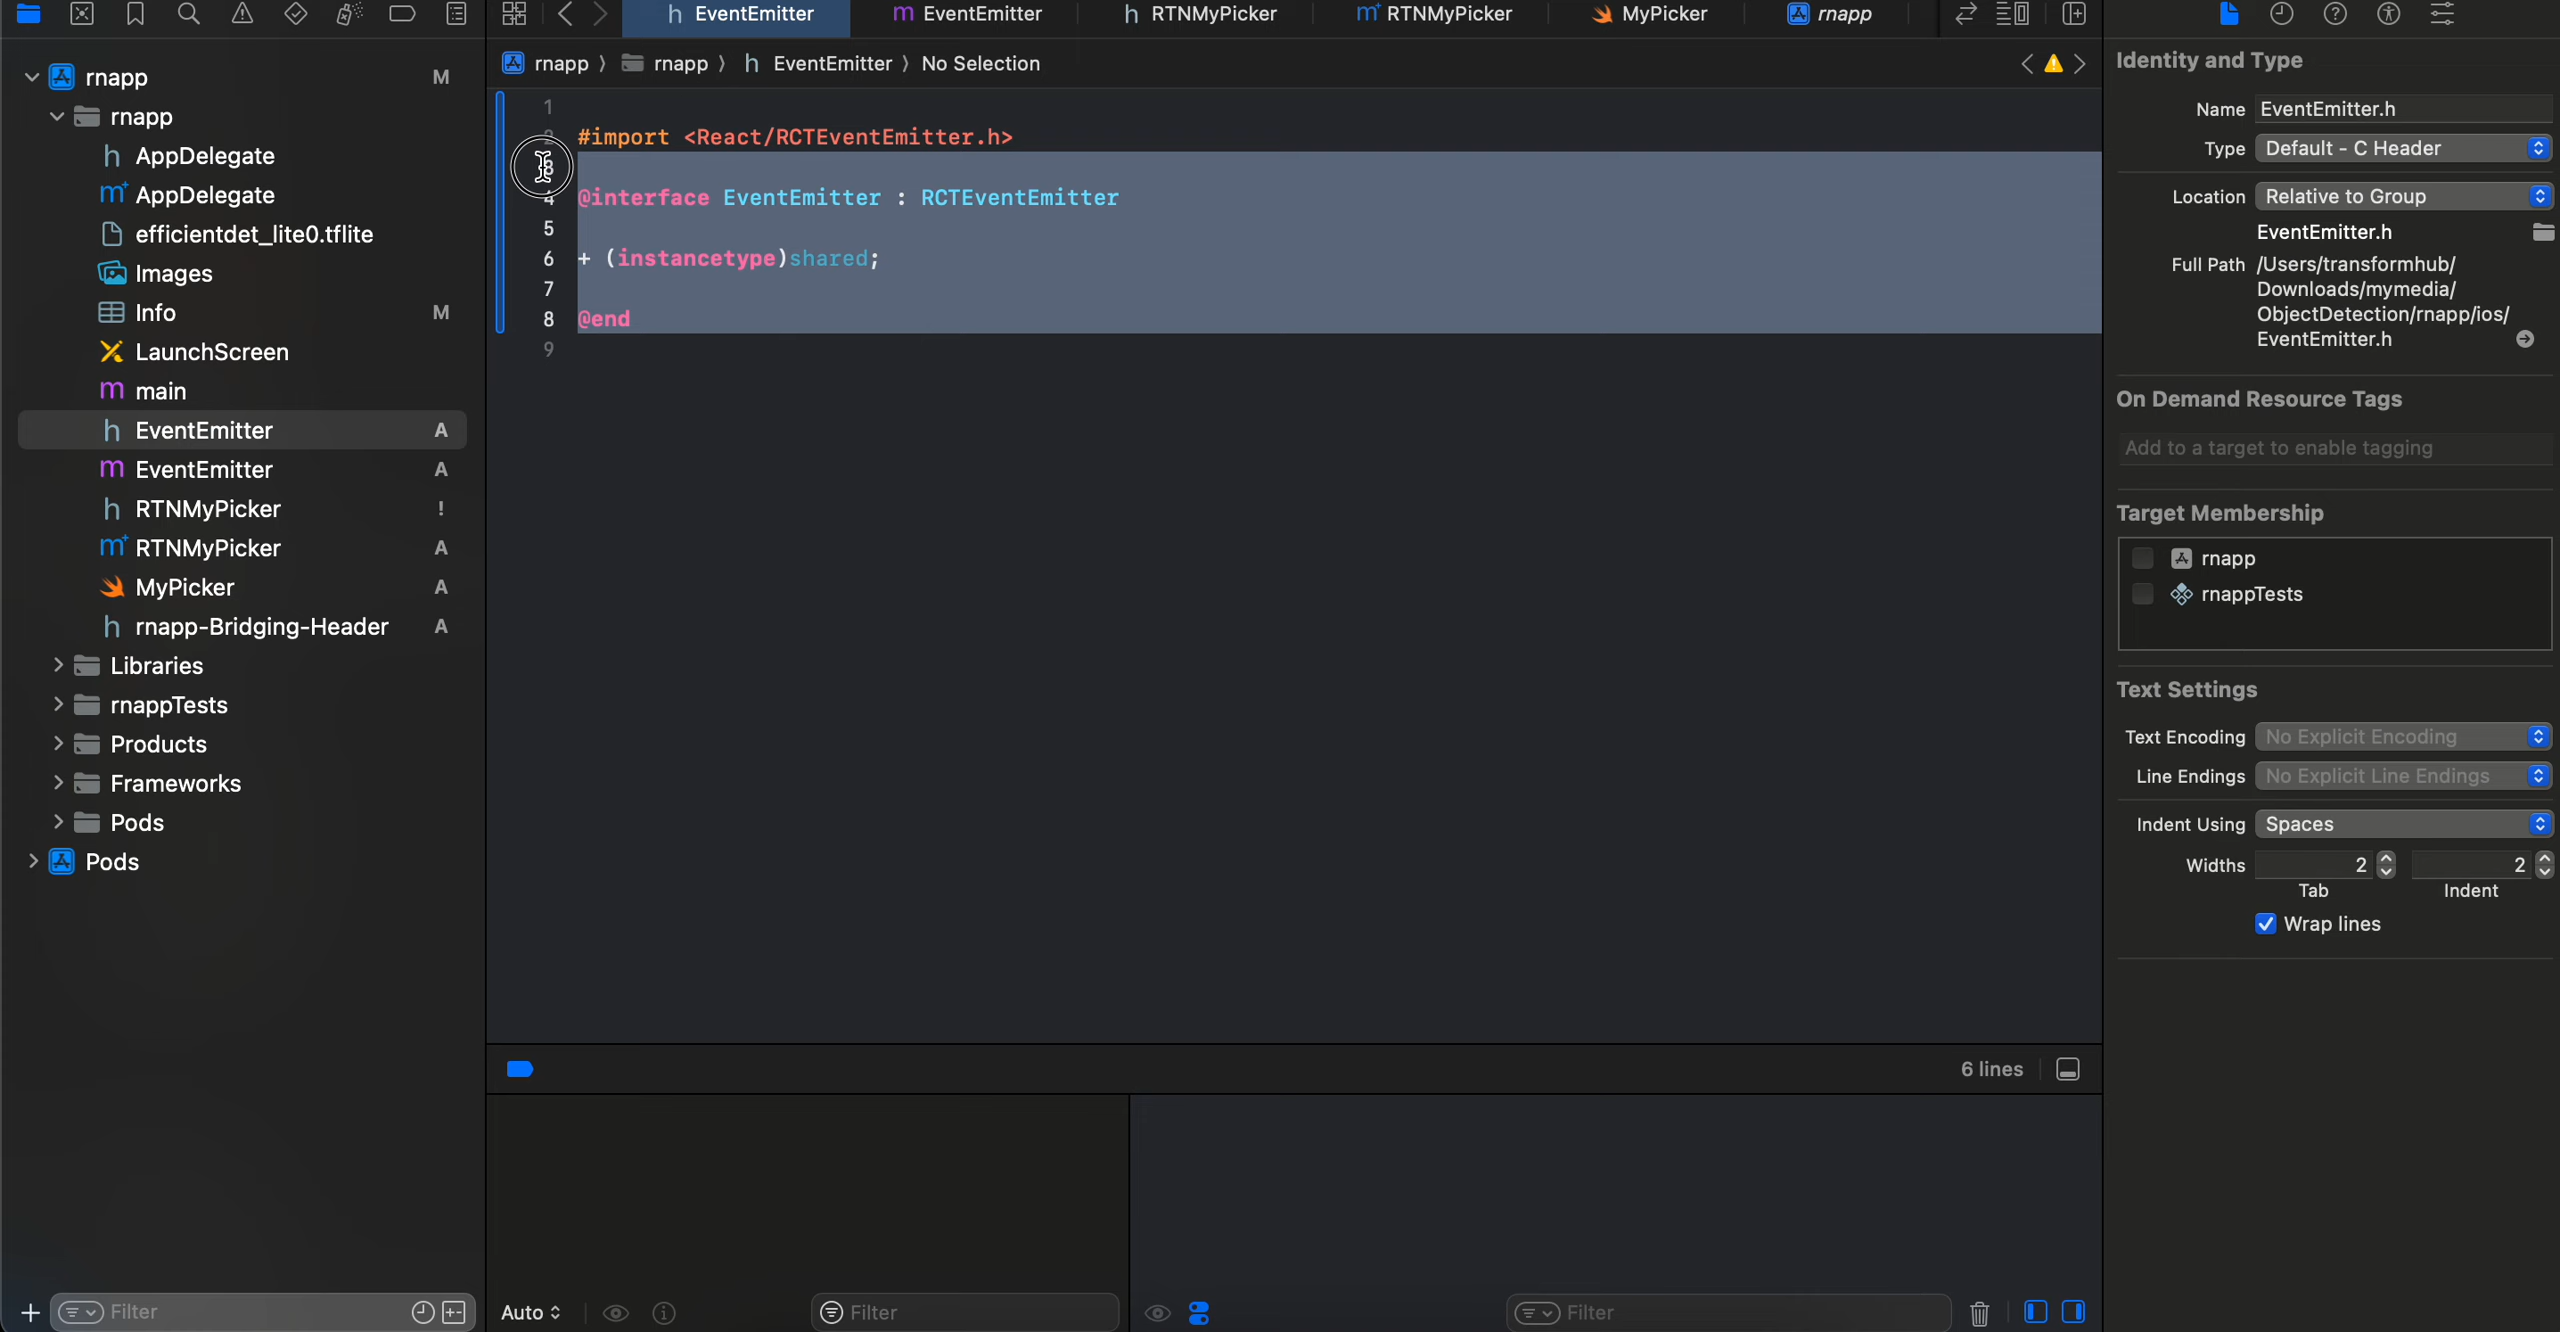 EventEmitter
EventEmitter
RTNMyPicker
RTNMyPicker
MyPicker
rnapp
rnapp
M
rnapp
AppDelegate
AppDelegate
efficientdet_lite0.tflite
Images
Info
M
LaunchScreen
main
EventEmitter
A
EventEmitter
A
RTNMyPicker
!
RTNMyPicker
A
MyPicker
A
rnapp-Bridging-Header
A
Libraries
rnappTests
Products
Frameworks
Pods
Pods
Filter
rnapp 〉 rnapp 〉 h EventEmitter 〉 No Selection
1
2 #import <React/RCTEventEmitter.h>
3
4 @interface EventEmitter : RCTEventEmitter
5
6 + (instancetype)shared;
7
8 @end
9
6 lines
Auto
Filter
Filter
Identity and Type
Name EventEmitter.h
Type Default - C Header
Location Relative to Group
EventEmitter.h
Full Path /Users/transformhub/
Downloads/mymedia/
ObjectDetection/rnapp/ios/
EventEmitter.h
On Demand Resource Tags
Add to a target to enable tagging
Target Membership
rnapp
rnappTests
Text Settings
Text Encoding No Explicit Encoding
Line Endings No Explicit Line Endings
Indent Using Spaces
Widths 2 2
Tab Indent
Wrap lines